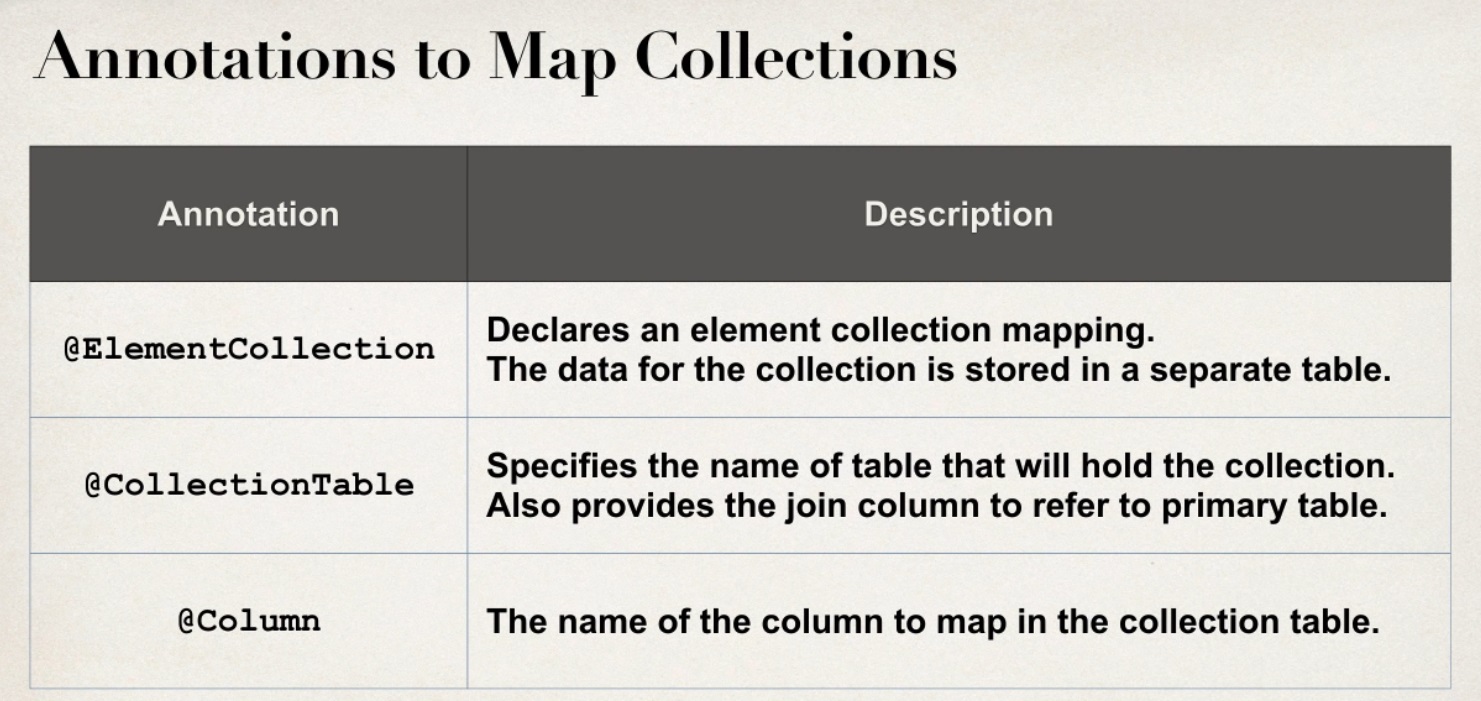 Annotations to Map Collections
Annotation
Description
@ElementCollection
Declares an element collection mapping.
The data for the collection is stored in a separate table.
@CollectionTable
Specifies the name of table that will hold the collection.
Also provides the join column to refer to primary table.
@Column
The name of the column to map in the collection table.